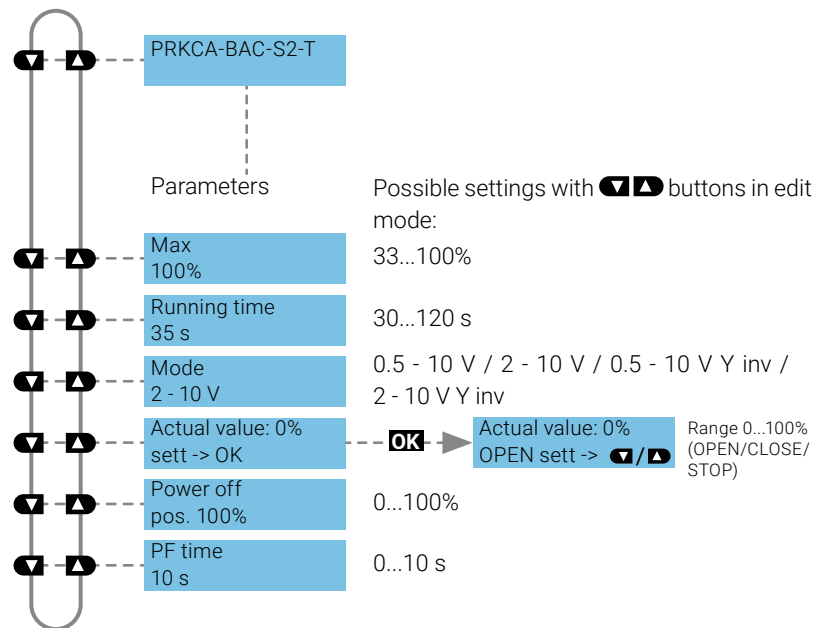 PRKCA-BAC-S2-T
Parameters
Possible settings with ▽ △ buttons in edit
mode:
Max
100%
33...100%
Running time
35 s
30...120 s
Mode
2 - 10 V
0.5 - 10 V / 2 - 10 V / 0.5 - 10 V Y inv /
2 - 10 V Y inv
Actual value: 0%
sett -> OK
OK
Actual value: 0%
OPEN sett -> ▽/△
Range 0...100%
(OPEN/CLOSE/
STOP)
Power off
pos. 100%
0...100%
PF time
10 s
0...10 s